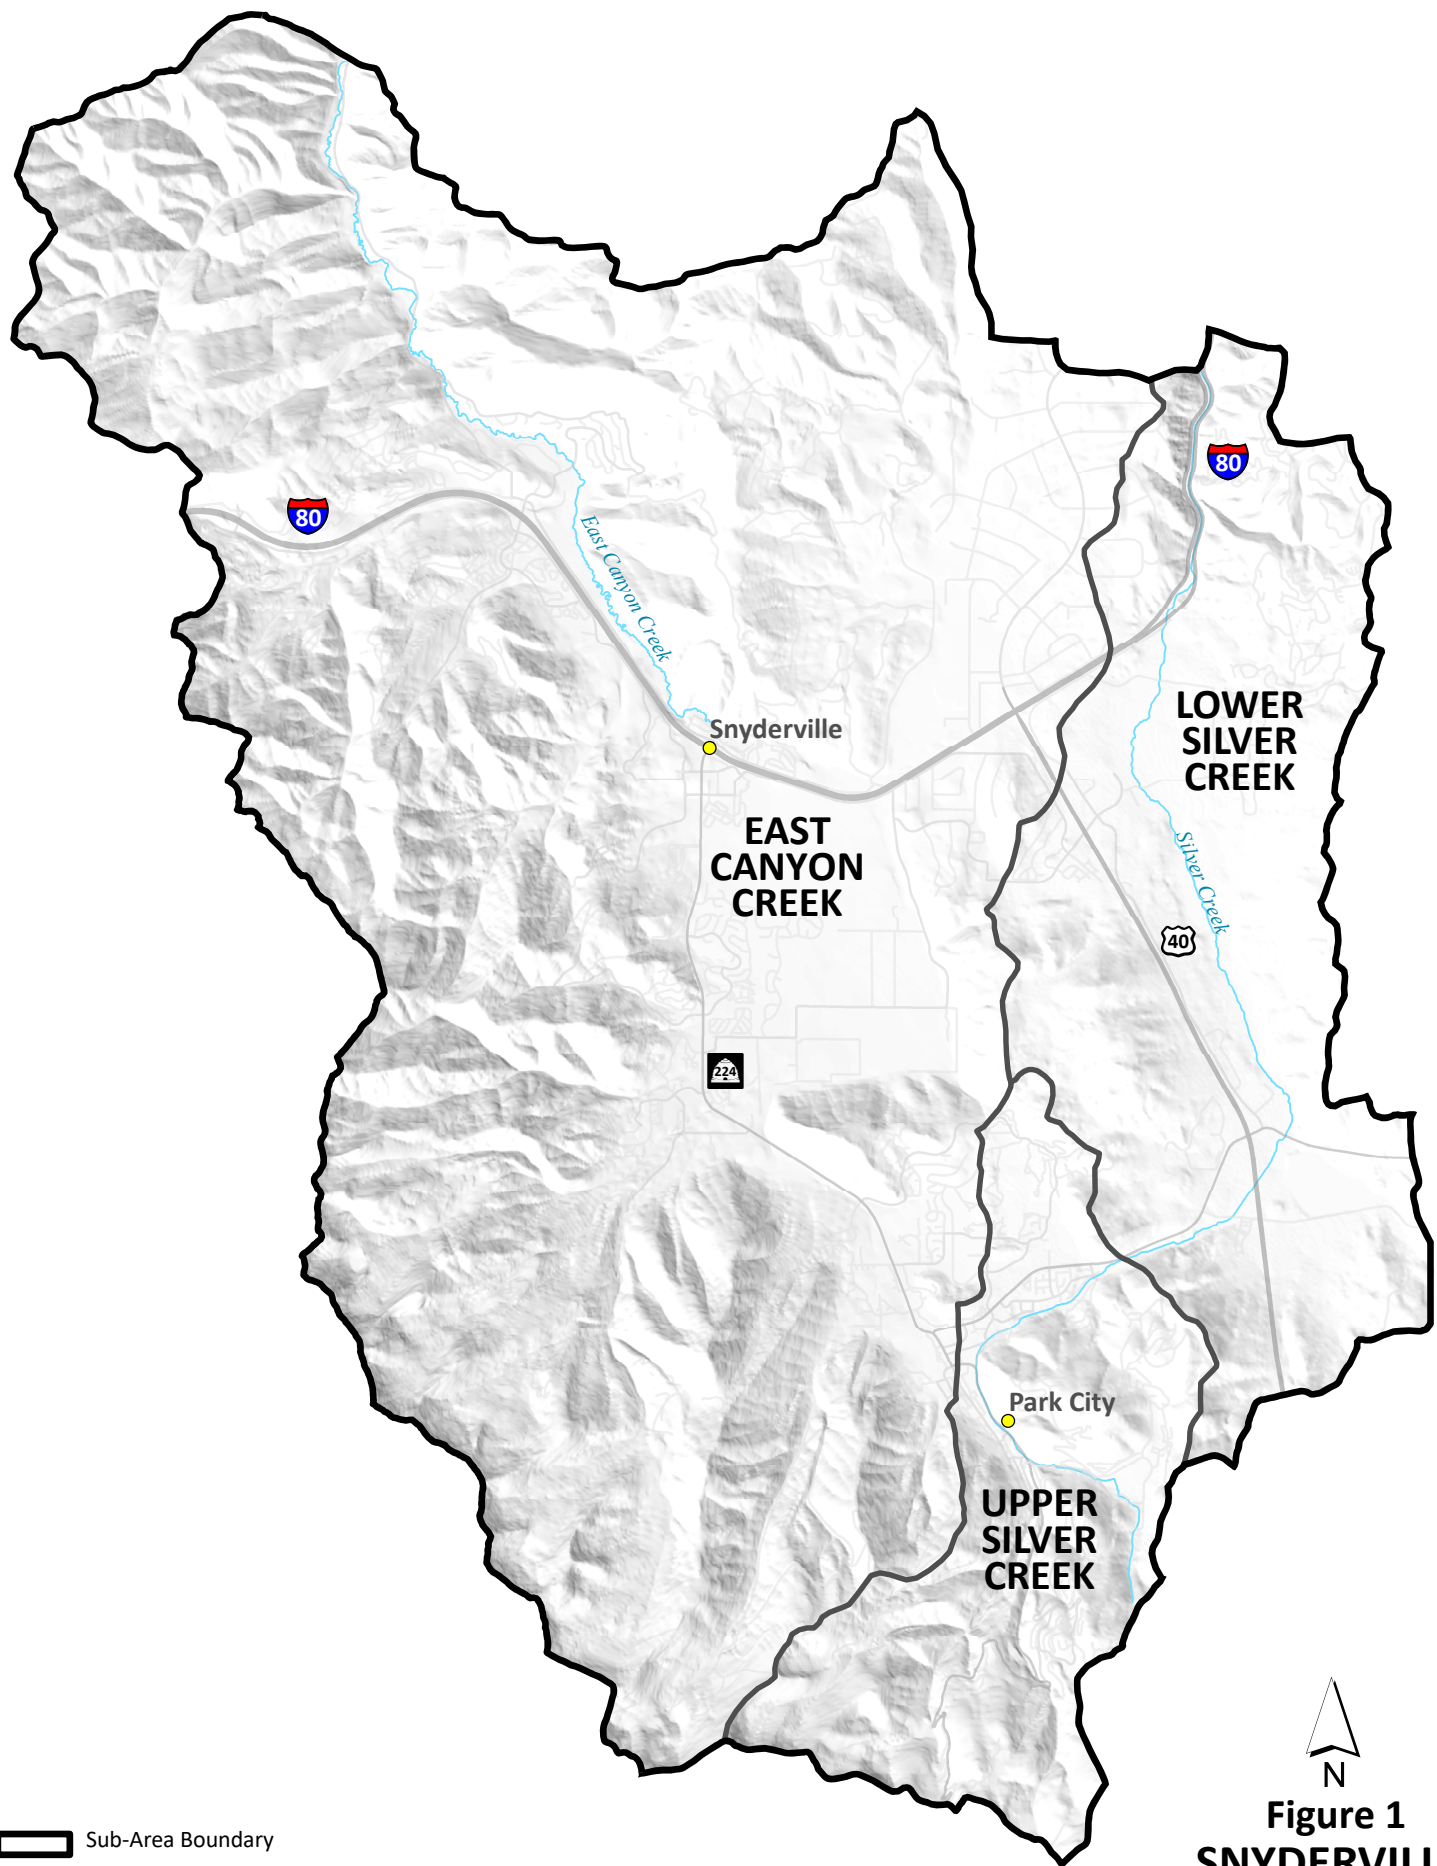 80
80
East Canyon Creek
LOWER
SILVER
CREEK
Snyderville
EAST
CANYON
CREEK
Silver Creek
40
224
Park City
UPPER
SILVER
CREEK
N
Figure 1
Sub-Area Boundary